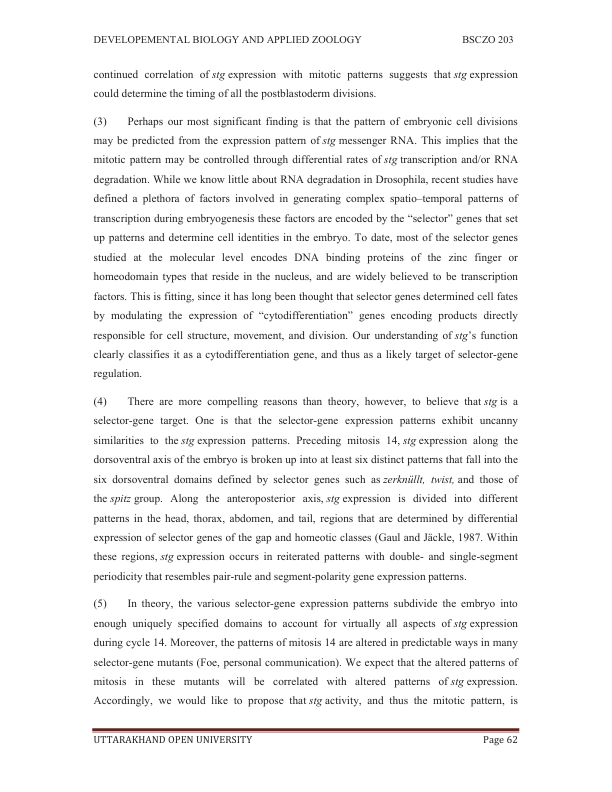 DEVELOPEMENTAL BIOLOGY AND APPLIED ZOOLOGY BSCZO 203
continued correlation of stg expression with mitotic patterns suggests that stg expression
could determine the timing of all the postblastoderm divisions.
(3) Perhaps our most significant finding is that the pattern of embryonic cell divisions
may be predicted from the expression pattern of stg messenger RNA. This implies that the
mitotic pattern may be controlled through differential rates of stg transcription and/or RNA
degradation. While we know little about RNA degradation in Drosophila, recent studies have
defined a plethora of factors involved in generating complex spatio–temporal patterns of
transcription during embryogenesis these factors are encoded by the “selector” genes that set
up patterns and determine cell identities in the embryo. To date, most of the selector genes
studied at the molecular level encodes DNA binding proteins of the zinc finger or
homeodomain types that reside in the nucleus, and are widely believed to be transcription
factors. This is fitting, since it has long been thought that selector genes determined cell fates
by modulating the expression of “cytodifferentiation” genes encoding products directly
responsible for cell structure, movement, and division. Our understanding of stg’s function
clearly classifies it as a cytodifferentiation gene, and thus as a likely target of selector-gene
regulation.
(4) There are more compelling reasons than theory, however, to believe that stg is a
selector-gene target. One is that the selector-gene expression patterns exhibit uncanny
similarities to the stg expression patterns. Preceding mitosis 14, stg expression along the
dorsoventral axis of the embryo is broken up into at least six distinct patterns that fall into the
six dorsoventral domains defined by selector genes such as zerknüllt, twist, and those of
the spitz group. Along the anteroposterior axis, stg expression is divided into different
patterns in the head, thorax, abdomen, and tail, regions that are determined by differential
expression of selector genes of the gap and homeotic classes (Gaul and Jäckle, 1987. Within
these regions, stg expression occurs in reiterated patterns with double- and single-segment
periodicity that resembles pair-rule and segment-polarity gene expression patterns.
(5) In theory, the various selector-gene expression patterns subdivide the embryo into
enough uniquely specified domains to account for virtually all aspects of stg expression
during cycle 14. Moreover, the patterns of mitosis 14 are altered in predictable ways in many
selector-gene mutants (Foe, personal communication). We expect that the altered patterns of
mitosis in these mutants will be correlated with altered patterns of stg expression.
Accordingly, we would like to propose that stg activity, and thus the mitotic pattern, is
UTTARAKHAND OPEN UNIVERSITY Page 62